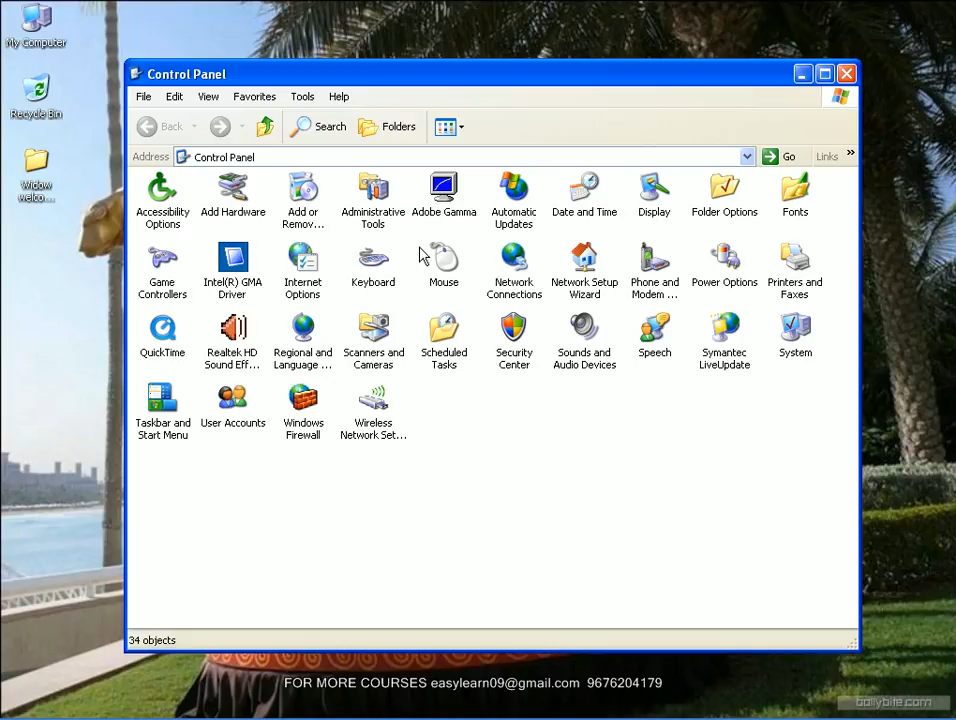 My Computer
Recycle Bin
Widow
welco...
Control Panel
File Edit View Favorites Tools Help
Back Search Folders
Address Control Panel Go Links »
Accessibility
Options
Add Hardware
Add or
Remov...
Administrative
Tools
Adobe Gamma
Automatic
Updates
Date and Time
Display
Folder Options
Fonts
Game
Controllers
Intel(R) GMA
Driver
Internet
Options
Keyboard
Mouse
Network
Connections
Network Setup
Wizard
Phone and
Modem ...
Power Options
Printers and
Faxes
QuickTime
Realtek HD
Sound Eff...
Regional and
Language ...
Scanners and
Cameras
Scheduled
Tasks
Security
Center
Sounds and
Audio Devices
Speech
Symantec
LiveUpdate
System
Taskbar and
Start Menu
User Accounts
Windows
Firewall
Wireless
Network Set...
34 objects
FOR MORE COURSES easylearn09@gmail.com 9676204179
bollybite.com